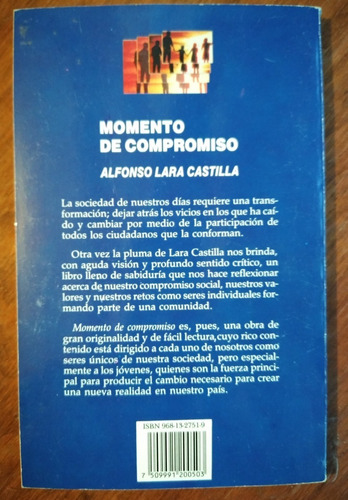 MOMENTO
DE COMPROMISO
ALFONSO LARA CASTILLA
La sociedad de nuestros días requiere una trans-
formación; dejar atrás los vicios en los que ha caí-
do y cambiar por medio de la participación de
todos los ciudadanos que la conforman.
Otra vez la pluma de Lara Castilla nos brinda,
con aguda visión y profundo sentido crítico, un
libro lleno de sabiduría que nos hace reflexionar
acerca de nuestro compromiso social, nuestros va-
lores y nuestros retos como seres individuales for-
mando parte de una comunidad.
Momento de compromiso es, pues, una obra de
gran originalidad y de fácil lectura, cuyo rico con-
tenido está dirigido a cada uno de nosotros como
seres únicos de nuestra sociedad, pero especial-
mente a los jóvenes, quienes son la fuerza princi-
pal para producir el cambio necesario para crear
una nueva realidad en nuestro país.
ISBN 968-13-2751-9
7 509991 200503